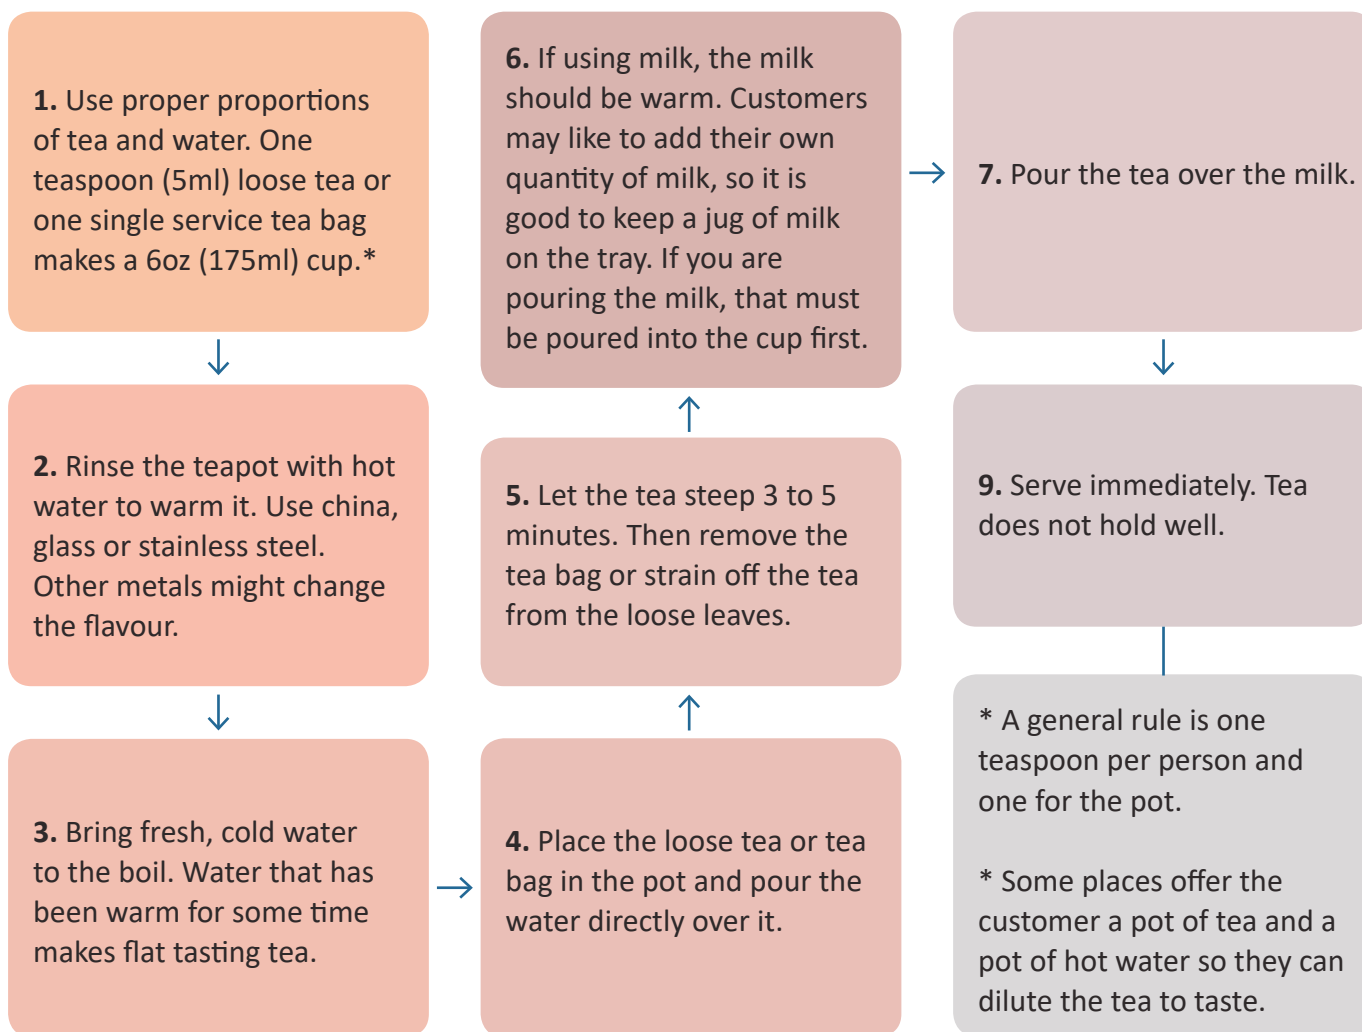 1. Use proper proportions
of tea and water. One
teaspoon (5ml) loose tea or
one single service tea bag
makes a 6oz (175ml) cup.*
2. Rinse the teapot with hot
water to warm it. Use china,
glass or stainless steel.
Other metals might change
the flavour.
3. Bring fresh, cold water
to the boil. Water that has
been warm for some time
makes flat tasting tea.
4. Place the loose tea or tea
bag in the pot and pour the
water directly over it.
5. Let the tea steep 3 to 5
minutes. Then remove the
tea bag or strain off the tea
from the loose leaves.
6. If using milk, the milk
should be warm. Customers
may like to add their own
quantity of milk, so it is
good to keep a jug of milk
on the tray. If you are
pouring the milk, that must
be poured into the cup first.
7. Pour the tea over the milk.
9. Serve immediately. Tea
does not hold well.
* A general rule is one
teaspoon per person and
one for the pot.
* Some places offer the
customer a pot of tea and a
pot of hot water so they can
dilute the tea to taste.